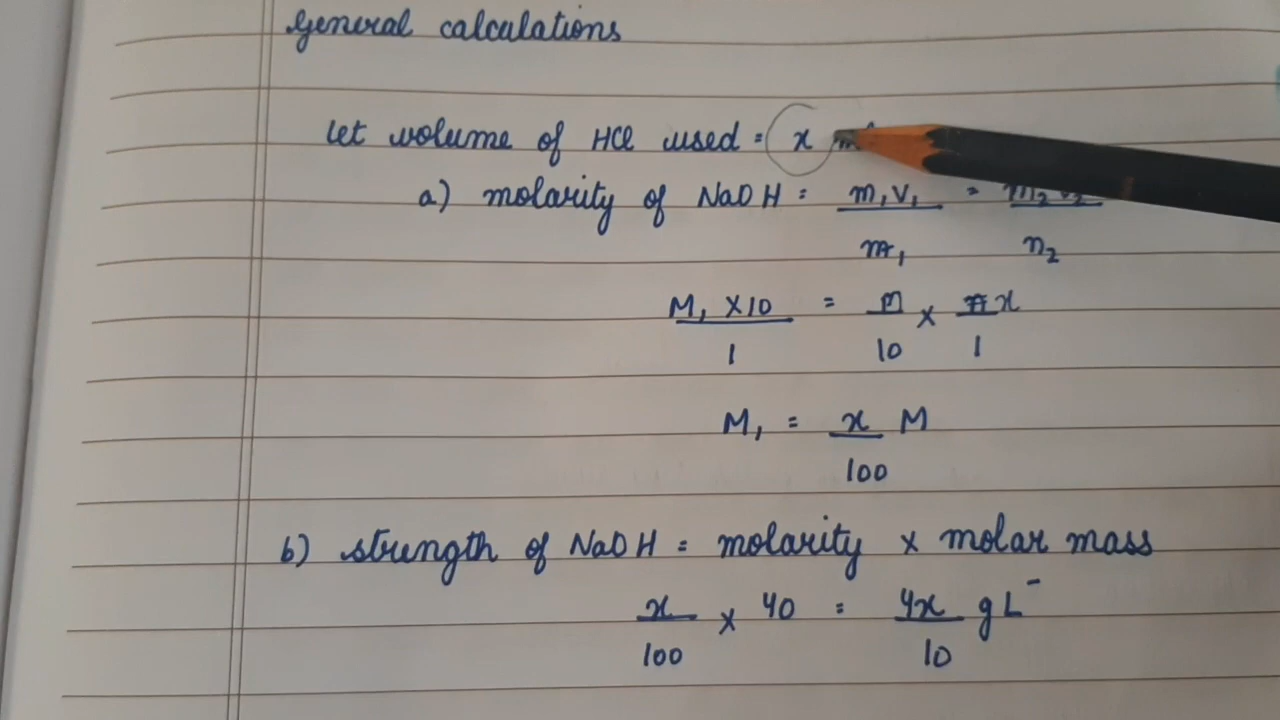 General calculations
Let volume of HCl used = x
a) molarity of NaOH = m₁V₁ = m₂V₂
n₁ n₂
M₁ X10 = M x x
1 10 1
M₁ = x M
100
b) strength of NaOH = molarity x molar mass
x x 40 = 4x gL⁻
100 10